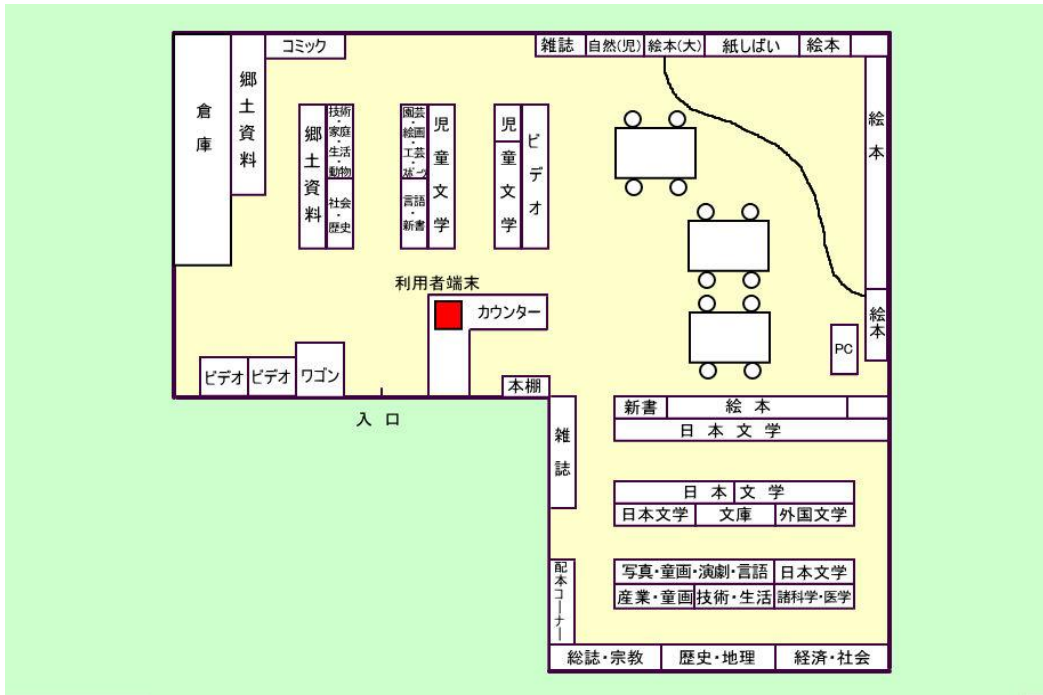 コミック
雑誌
自然(児)
絵本(大)
紙しばい
絵本
倉庫
郷土資料
郷土資料
技術・家庭・生活・動物
社会・歴史
園芸・絵画・工芸・スポーツ
言語・新書
児童文学
児童文学
ビデオ
絵本
絵本
利用者端末
カウンター
PC
ビデオ
ビデオ
ワゴン
本棚
入口
雑誌
新書
絵本
日本文学
日本文学
日本文学
文庫
外国文学
写真・童画・演劇・言語
日本文学
産業・童画
技術・生活
諸科学・医学
配本コーナー
総誌・宗教
歴史・地理
経済・社会